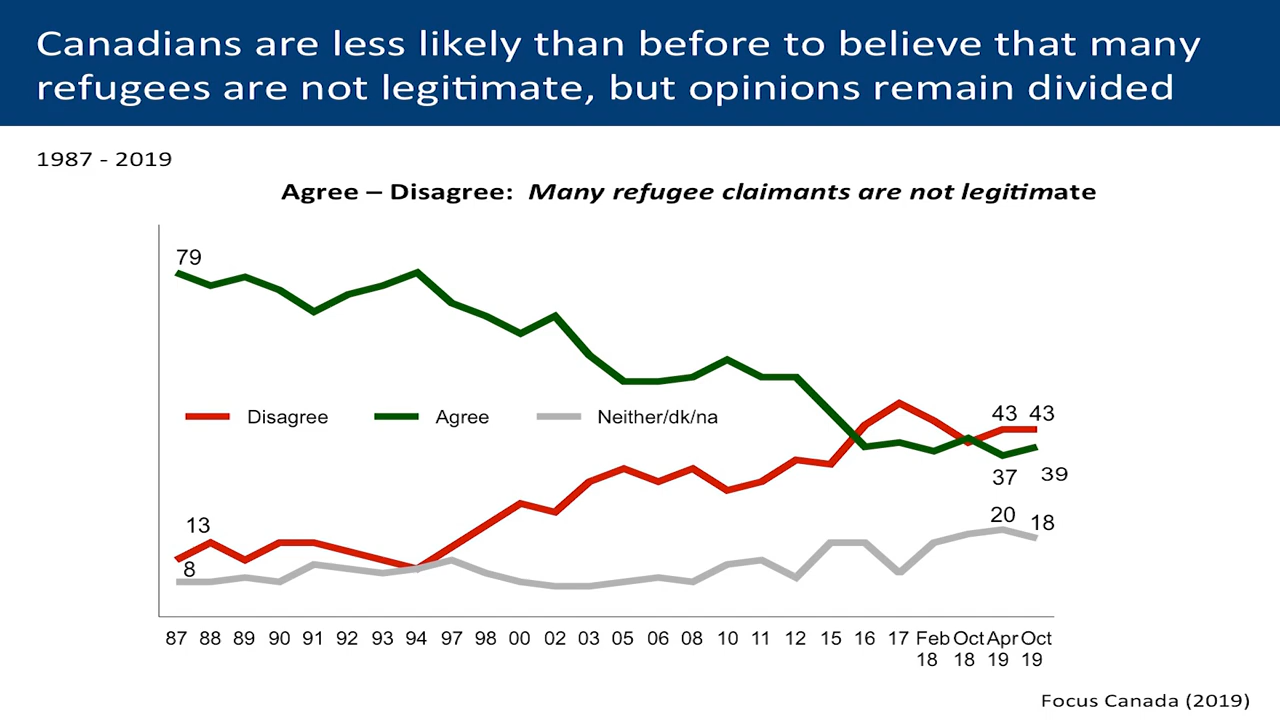 Canadians are less likely than before to believe that many
refugees are not legitimate, but opinions remain divided
1987 - 2019
Agree – Disagree: Many refugee claimants are not legitimate
79
Disagree
Agree
Neither/dk/na
43 43
37 39
13
20 18
8
87 88 89 90 91 92 93 94 97 98 00 02 03 05 06 08 10 11 12 15 16 17 Feb Oct Apr Oct
18 18 19 19
Focus Canada (2019)